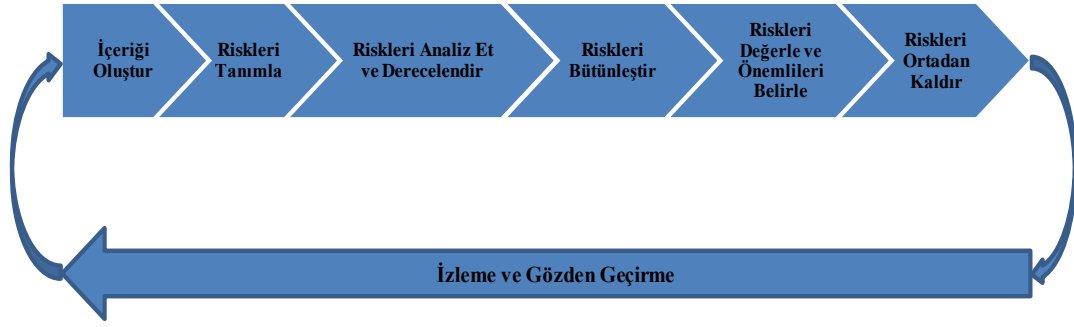 İçeriği
Oluştur
Riskleri
Tanımla
Riskleri Analiz Et
ve Derecelendir
Riskleri
Bütünleştir
Riskleri
Değerle ve
Önemlileri
Belirle
Riskleri
Ortadan
Kaldır
İzleme ve Gözden Geçirme